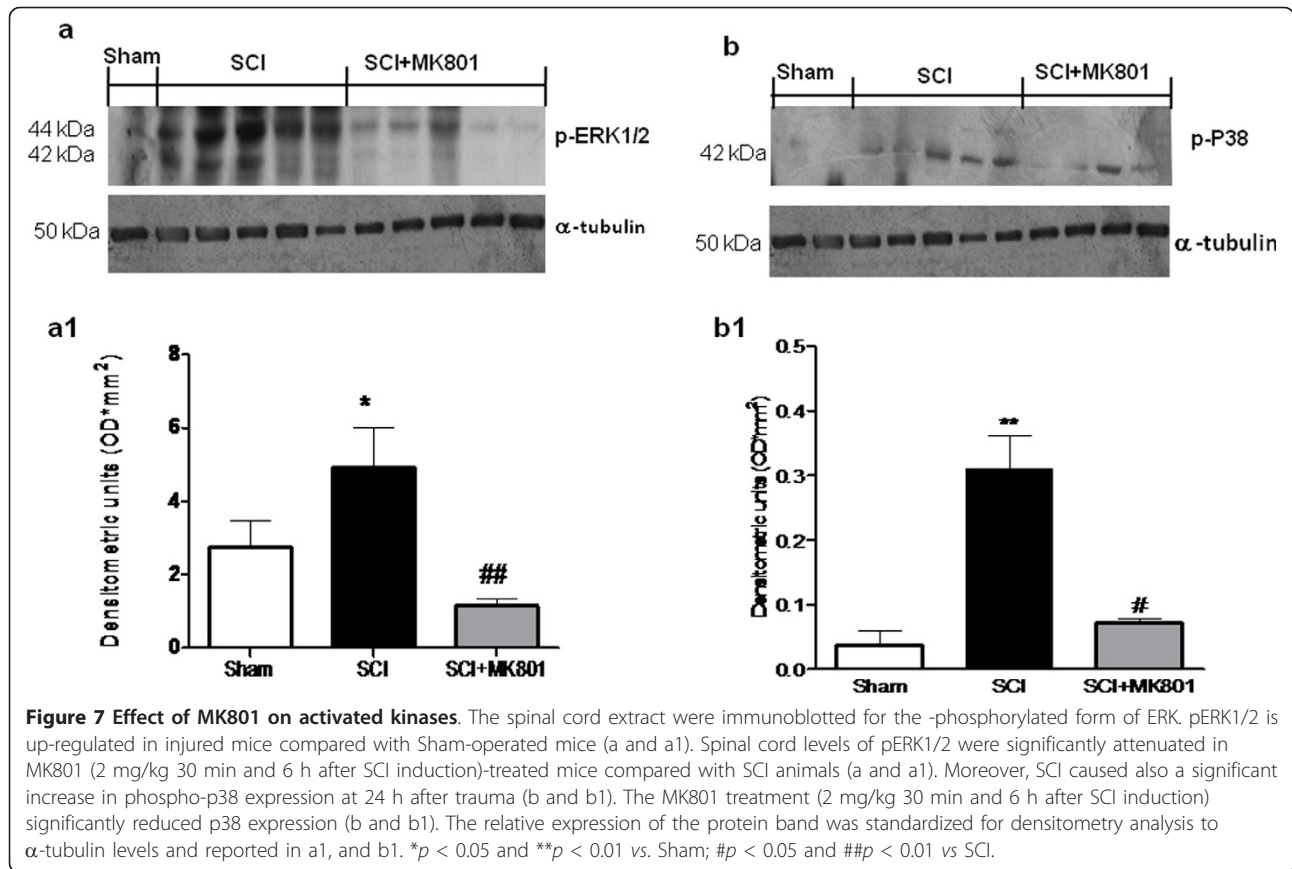 a
Sham SCI SCI+MK801
44 kDa
42 kDa
p-ERK1/2
50 kDa
α-tubulin
b
Sham SCI SCI+MK801
42 kDa
p-P38
50 kDa
α-tubulin
a1
Densitometric units (OD*mm²)
8
6
4
2
0
*
##
Sham SCI SCI+MK801
b1
Densitometric units (OD*mm²)
0.5
0.4
0.3
0.2
0.1
0.0
**
#
Sham SCI SCI+MK801
Figure 7 Effect of MK801 on activated kinases. The spinal cord extract were immunoblotted for the -phosphorylated form of ERK. pERK1/2 is
up-regulated in injured mice compared with Sham-operated mice (a and a1). Spinal cord levels of pERK1/2 were significantly attenuated in
MK801 (2 mg/kg 30 min and 6 h after SCI induction)-treated mice compared with SCI animals (a and a1). Moreover, SCI caused also a significant
increase in phospho-p38 expression at 24 h after trauma (b and b1). The MK801 treatment (2 mg/kg 30 min and 6 h after SCI induction)
significantly reduced p38 expression (b and b1). The relative expression of the protein band was standardized for densitometry analysis to
α-tubulin levels and reported in a1, and b1. *p < 0.05 and **p < 0.01 vs. Sham; #p < 0.05 and ##p < 0.01 vs SCI.